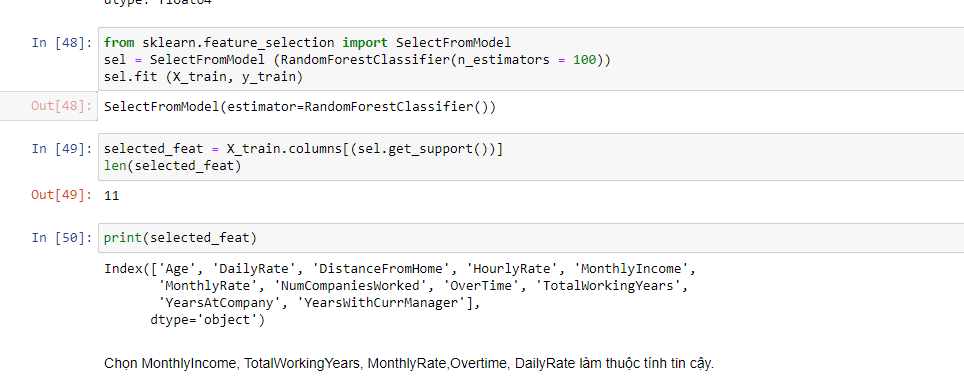 dtype: float64
In [48]: from sklearn.feature_selection import SelectFromModel
sel = SelectFromModel (RandomForestClassifier(n_estimators = 100))
sel.fit (X_train, y_train)
Out[48]: SelectFromModel(estimator=RandomForestClassifier())
In [49]: selected_feat = X_train.columns[(sel.get_support())]
len(selected_feat)
Out[49]: 11
In [50]: print(selected_feat)
Index(['Age', 'DailyRate', 'DistanceFromHome', 'HourlyRate', 'MonthlyIncome',
'MonthlyRate', 'NumCompaniesWorked', 'OverTime', 'TotalWorkingYears',
'YearsAtCompany', 'YearsWithCurrManager'],
dtype='object')
Chọn MonthlyIncome, TotalWorkingYears, MonthlyRate,Overtime, DailyRate làm thuộc tính tin cậy.